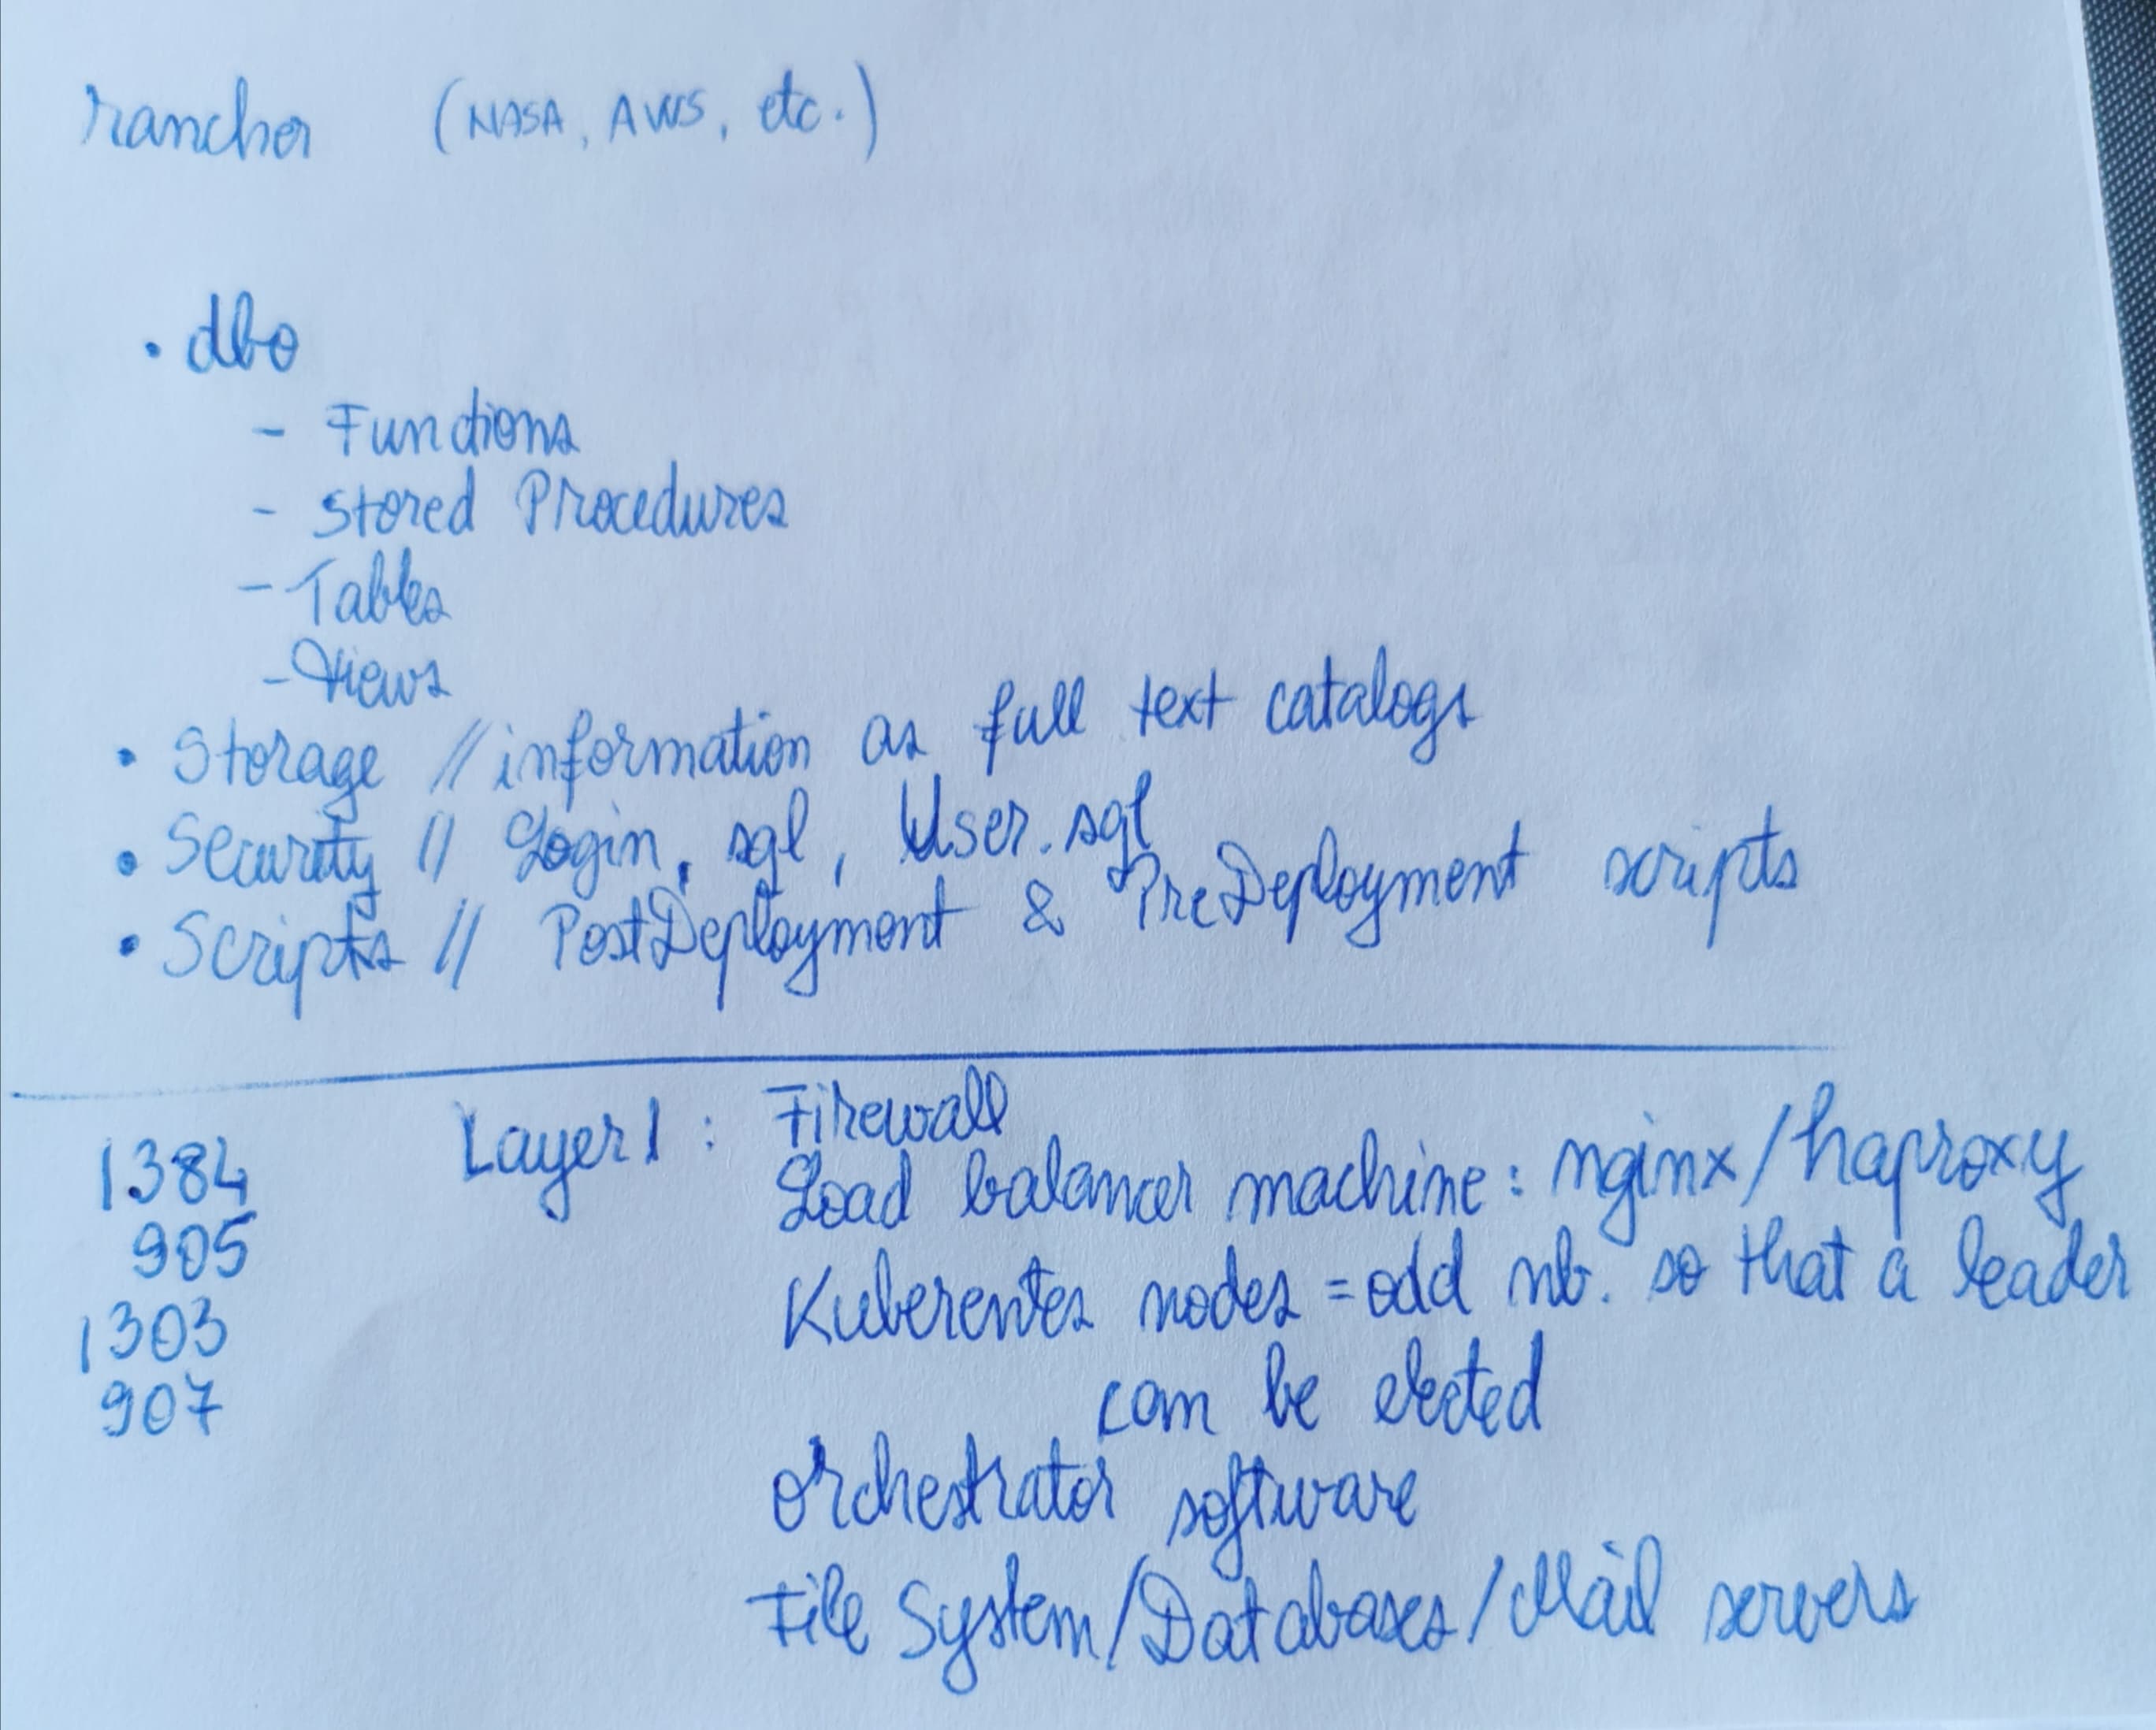 rancher (NASA, AWS, etc.)
• dbo
- Functions
- Stored Procedures
- Tables
- Views
• Storage // information as full text catalogs
• Security // Login.sql, User.sql
• Scripts // PostDeployment & PreDeployment scripts
1384
905
1303
907
Layer 1 : Firewall
Load balancer machine : nginx/haproxy
Kuberentes nodes = odd nb. so that a leader
can be elected
Orchestrator software
File System/Databases/Mail servers